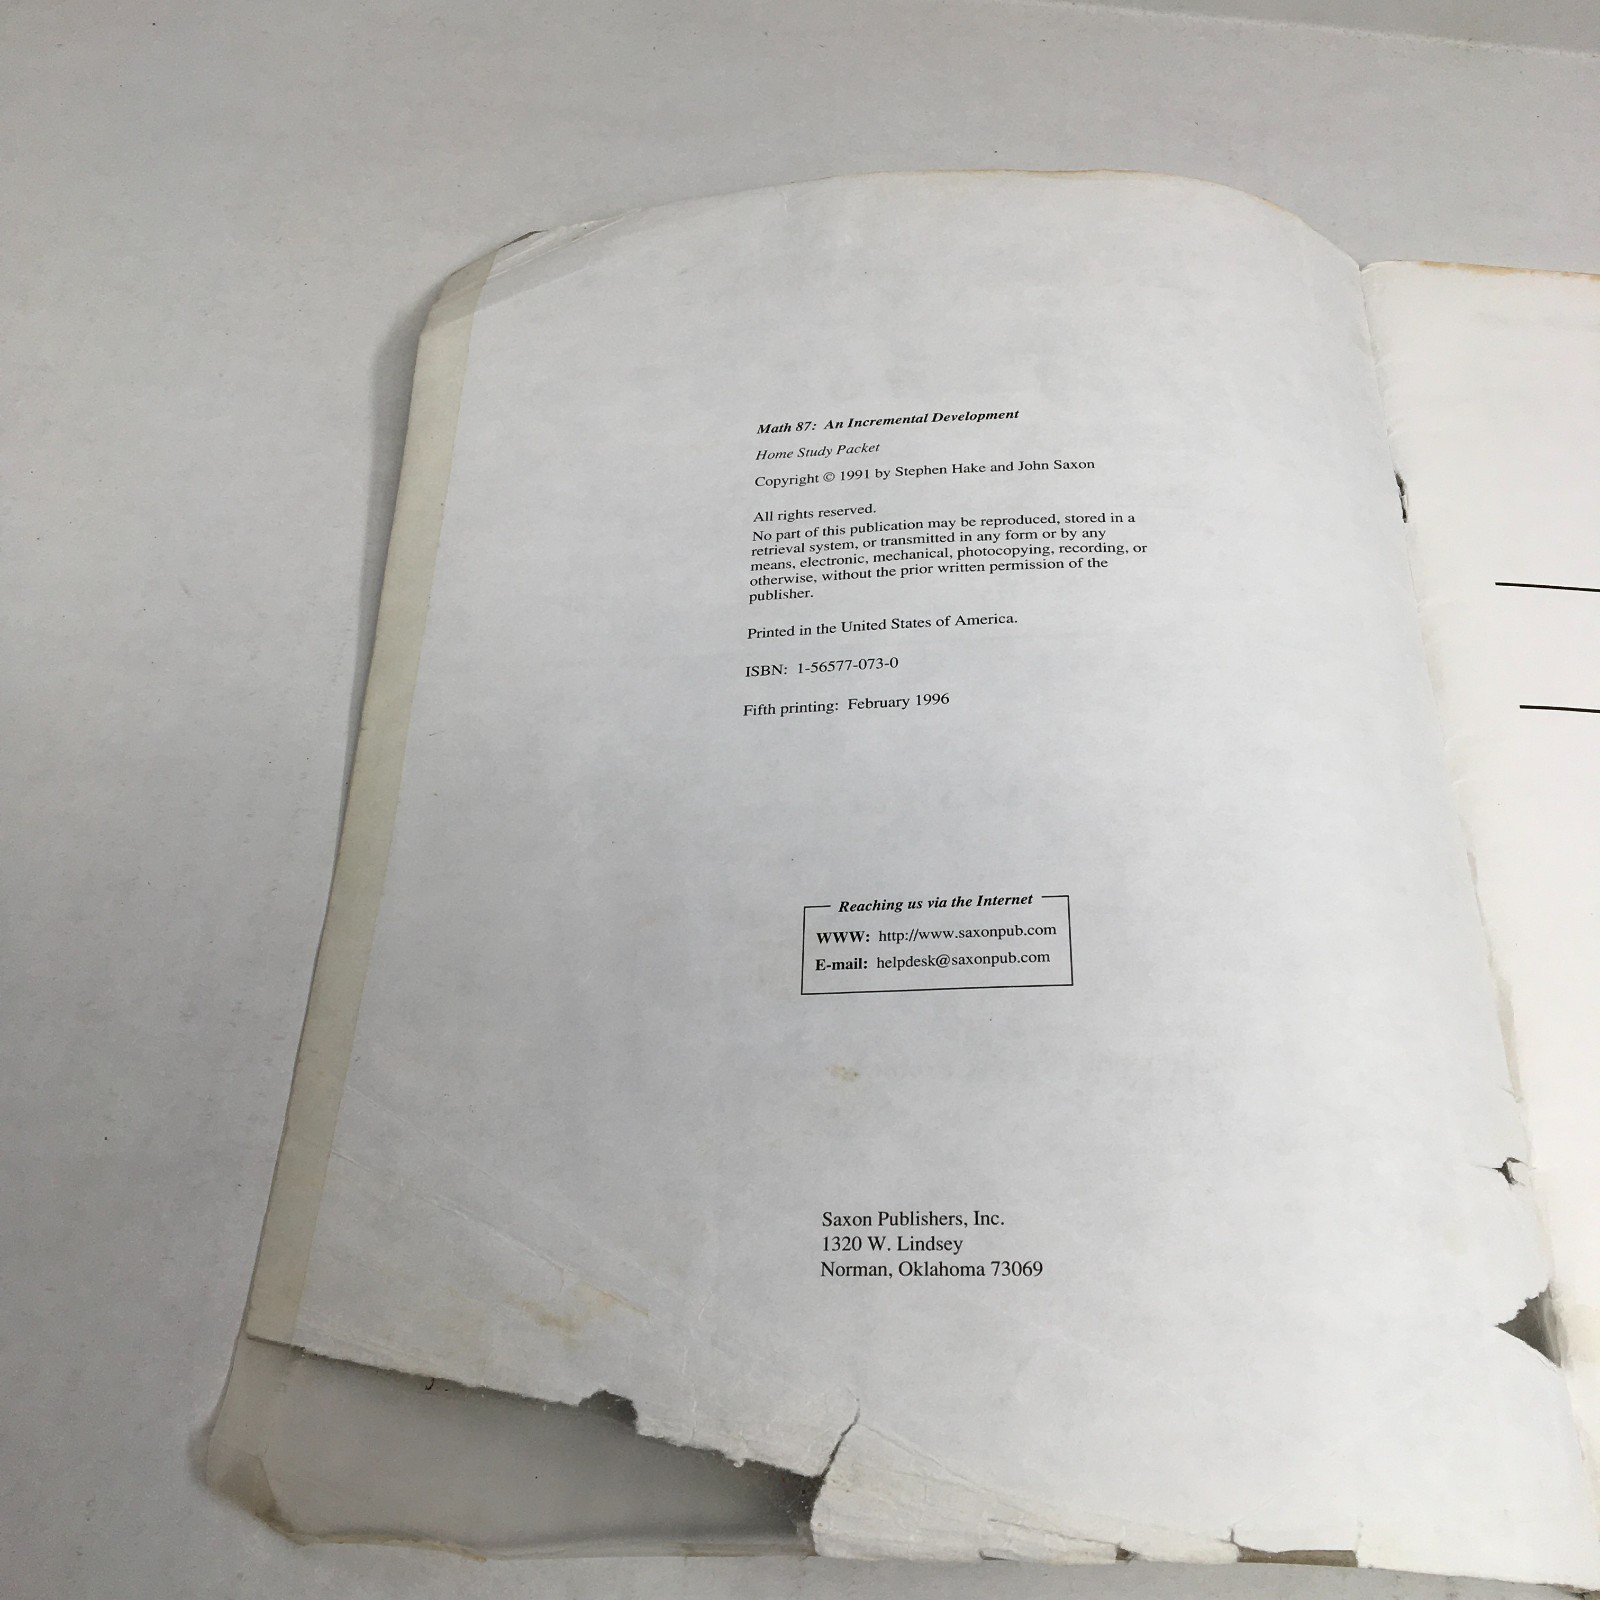 Math 87: An Incremental Development
Home Study Packet
Copyright © 1991 by Stephen Hake and John Saxon
All rights reserved.
No part of this publication may be reproduced, stored in a
retrieval system, or transmitted in any form or by any
means, electronic, mechanical, photocopying, recording, or
otherwise, without the prior written permission of the
publisher.
Printed in the United States of America.
ISBN: 1-56577-073-0
Fifth printing: February 1996
Reaching us via the Internet
WWW: http://www.saxonpub.com
E-mail: helpdesk@saxonpub.com
Saxon Publishers, Inc.
1320 W. Lindsey
Norman, Oklahoma 73069